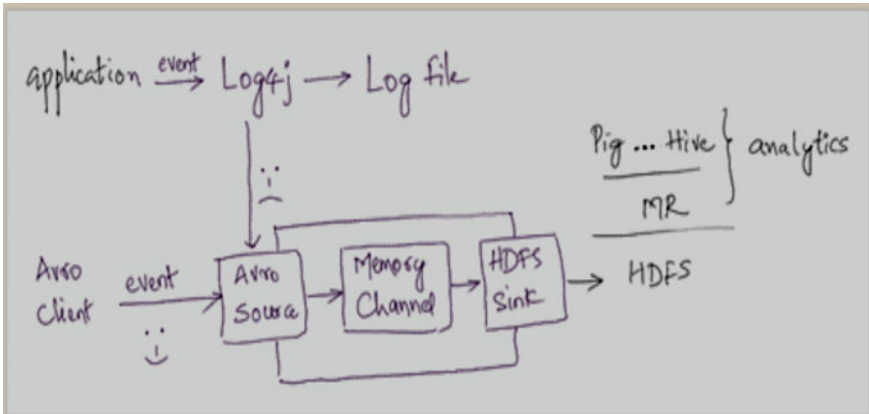 application event Log4j Log file
Pig ... Hive analytics
MR
HDFS
Avro
Client
event
Avro
Source
Memory
Channel
HDFS
Sink